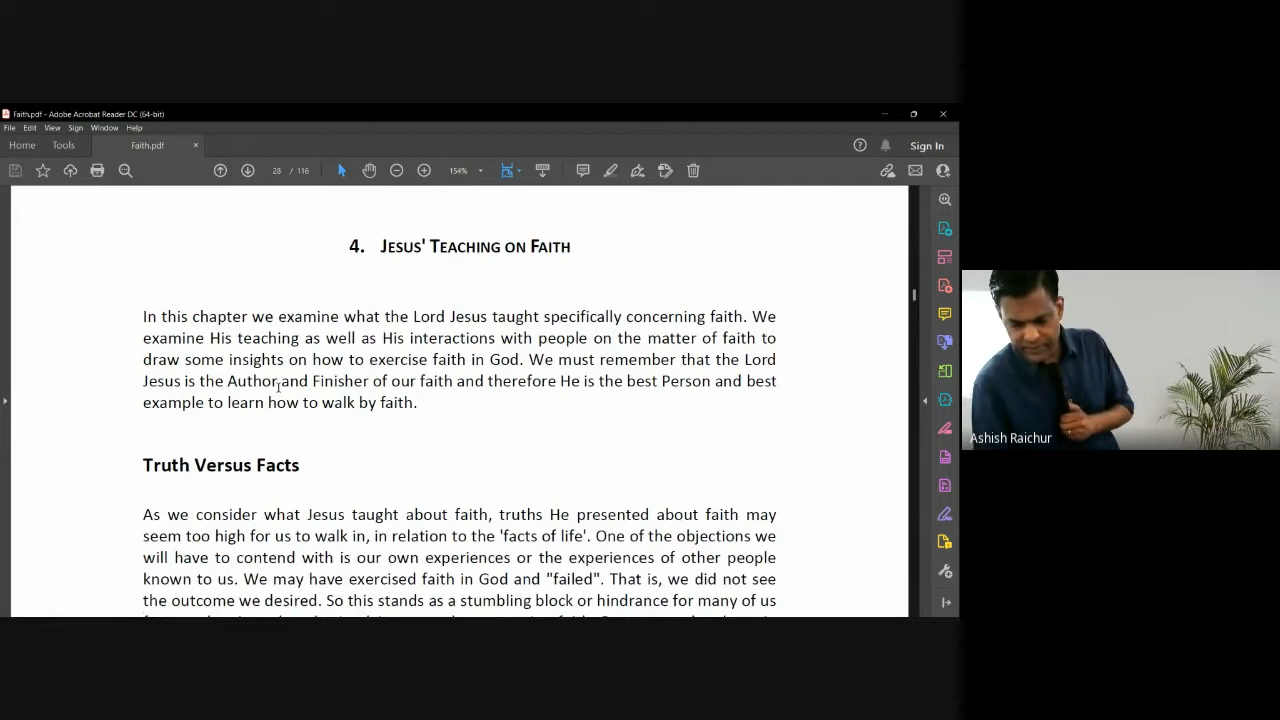 Faith.pdf - Adobe Acrobat Reader DC (64-bit)
File Edit View Sign Window Help
Home Tools Faith.pdf × Sign In
28 / 116 154%
4. JESUS' TEACHING ON FAITH
In this chapter we examine what the Lord Jesus taught specifically concerning faith. We
examine His teaching as well as His interactions with people on the matter of faith to
draw some insights on how to exercise faith in God. We must remember that the Lord
Jesus is the Author and Finisher of our faith and therefore He is the best Person and best
example to learn how to walk by faith.
Truth Versus Facts
As we consider what Jesus taught about faith, truths He presented about faith may
seem too high for us to walk in, in relation to the 'facts of life'. One of the objections we
will have to contend with is our own experiences or the experiences of other people
known to us. We may have exercised faith in God and "failed". That is, we did not see
the outcome we desired. So this stands as a stumbling block or hindrance for many of us
Ashish Raichur